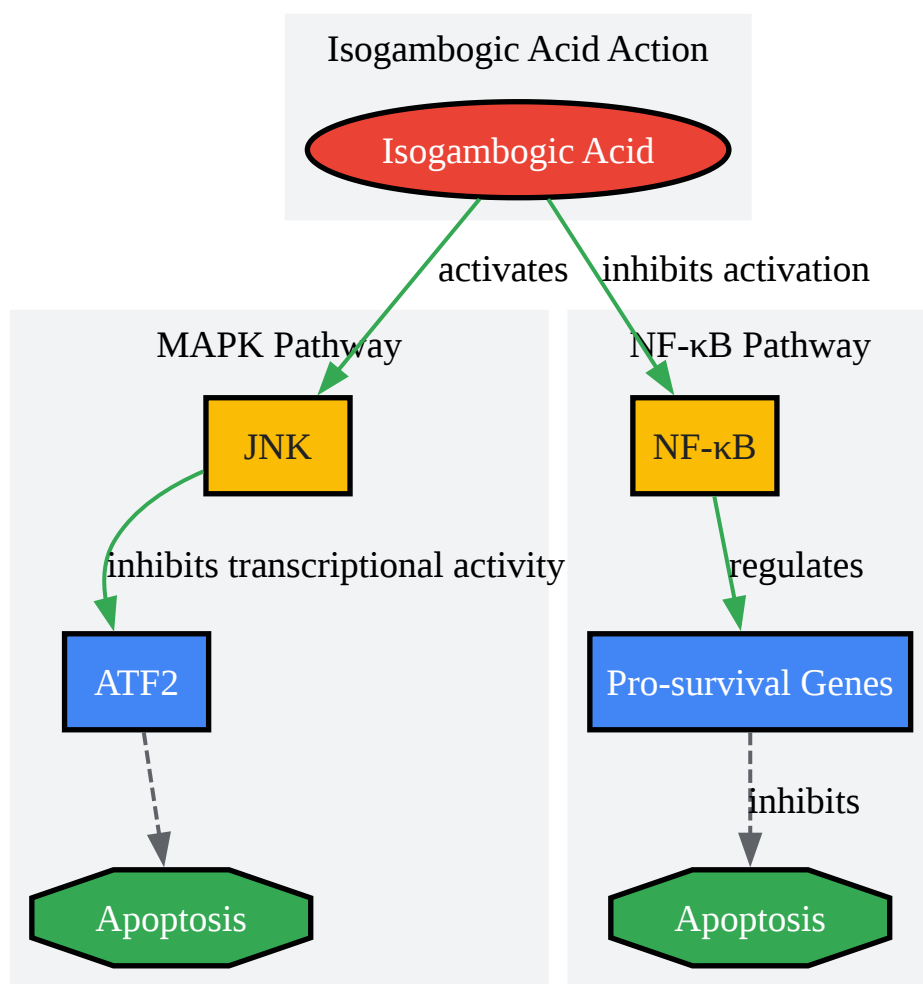 Isogambogic Acid Action
Isogambogic Acid
activates
inhibits activation
MAPK Pathway
NF-κB Pathway
JNK
NF-κB
inhibits transcriptional activity
regulates
ATF2
Pro-survival Genes
inhibits
Apoptosis
Apoptosis